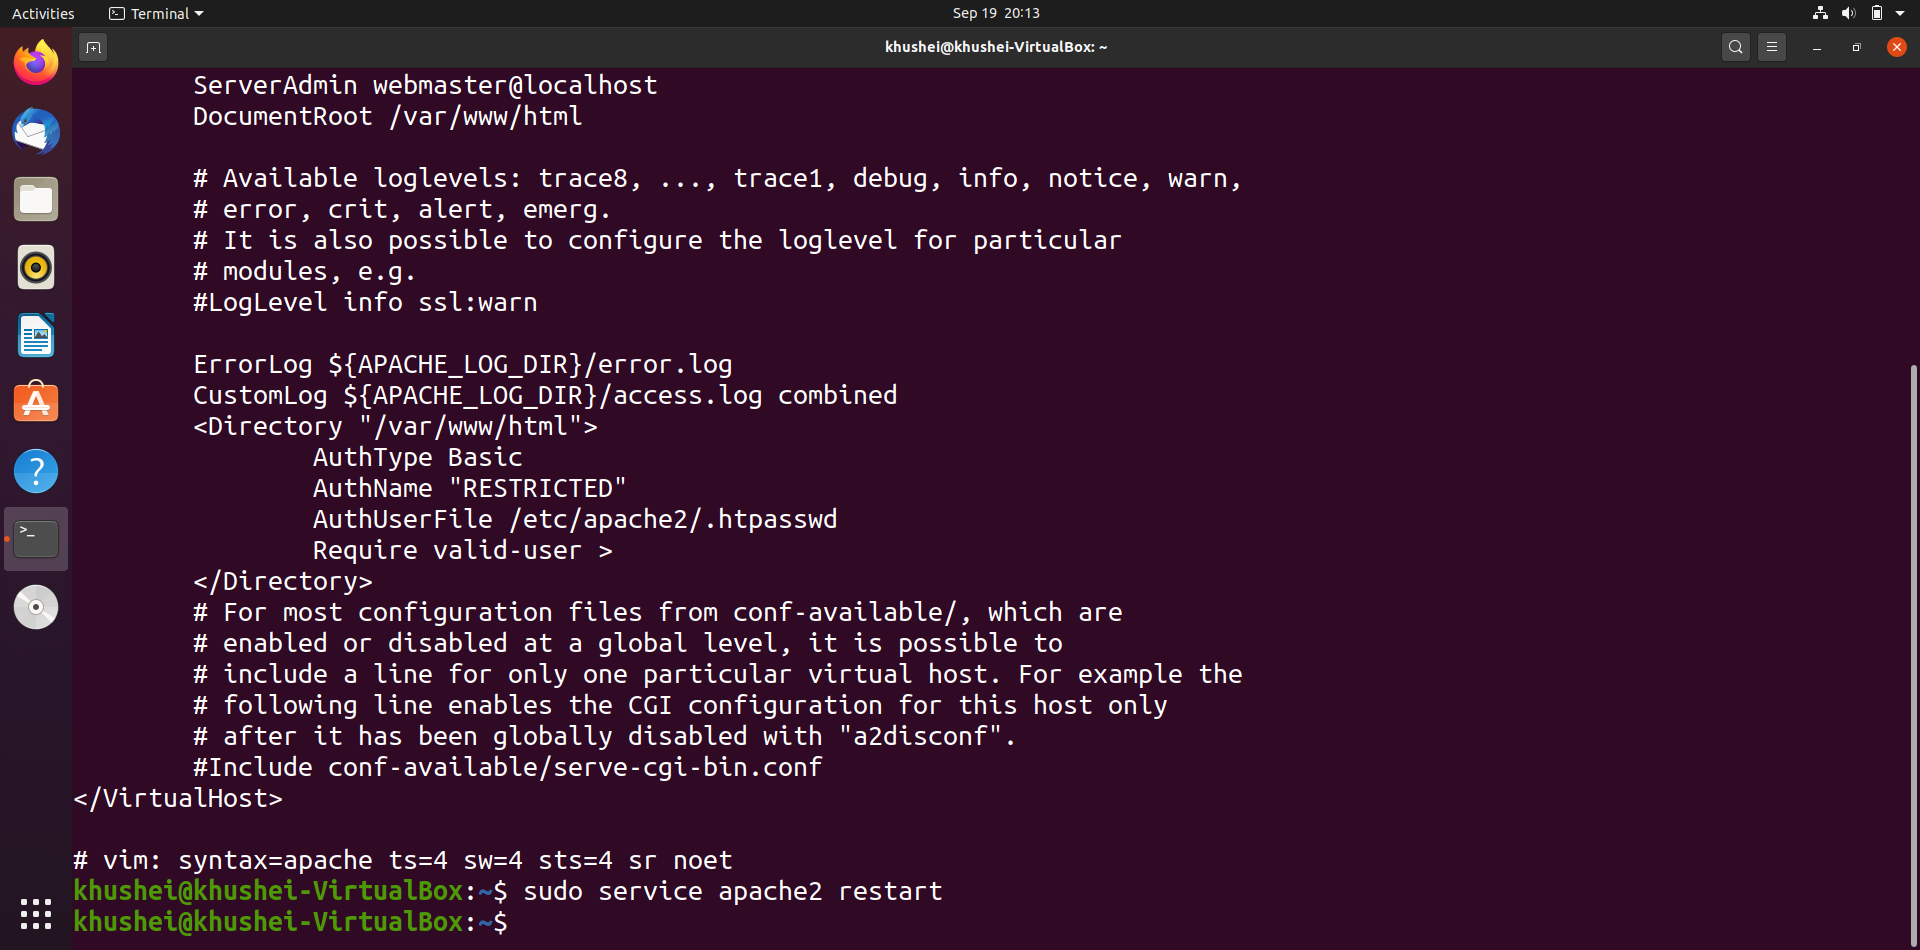 Activities
Terminal
Sep 19 20:13
khushei@khushei-VirtualBox: ~
ServerAdmin webmaster@localhost
DocumentRoot /var/www/html
# Available loglevels: trace8, ..., trace1, debug, info, notice, warn,
# error, crit, alert, emerg.
# It is also possible to configure the loglevel for particular
# modules, e.g.
#LogLevel info ssl:warn
ErrorLog ${APACHE_LOG_DIR}/error.log
CustomLog ${APACHE_LOG_DIR}/access.log combined
<Directory "/var/www/html">
AuthType Basic
AuthName "RESTRICTED"
AuthUserFile /etc/apache2/.htpasswd
Require valid-user >
</Directory>
# For most configuration files from conf-available/, which are
# enabled or disabled at a global level, it is possible to
# include a line for only one particular virtual host. For example the
# following line enables the CGI configuration for this host only
# after it has been globally disabled with "a2disconf".
#Include conf-available/serve-cgi-bin.conf
</VirtualHost>
# vim: syntax=apache ts=4 sw=4 sts=4 sr noet
khushei@khushei-VirtualBox:~$ sudo service apache2 restart
khushei@khushei-VirtualBox:~$